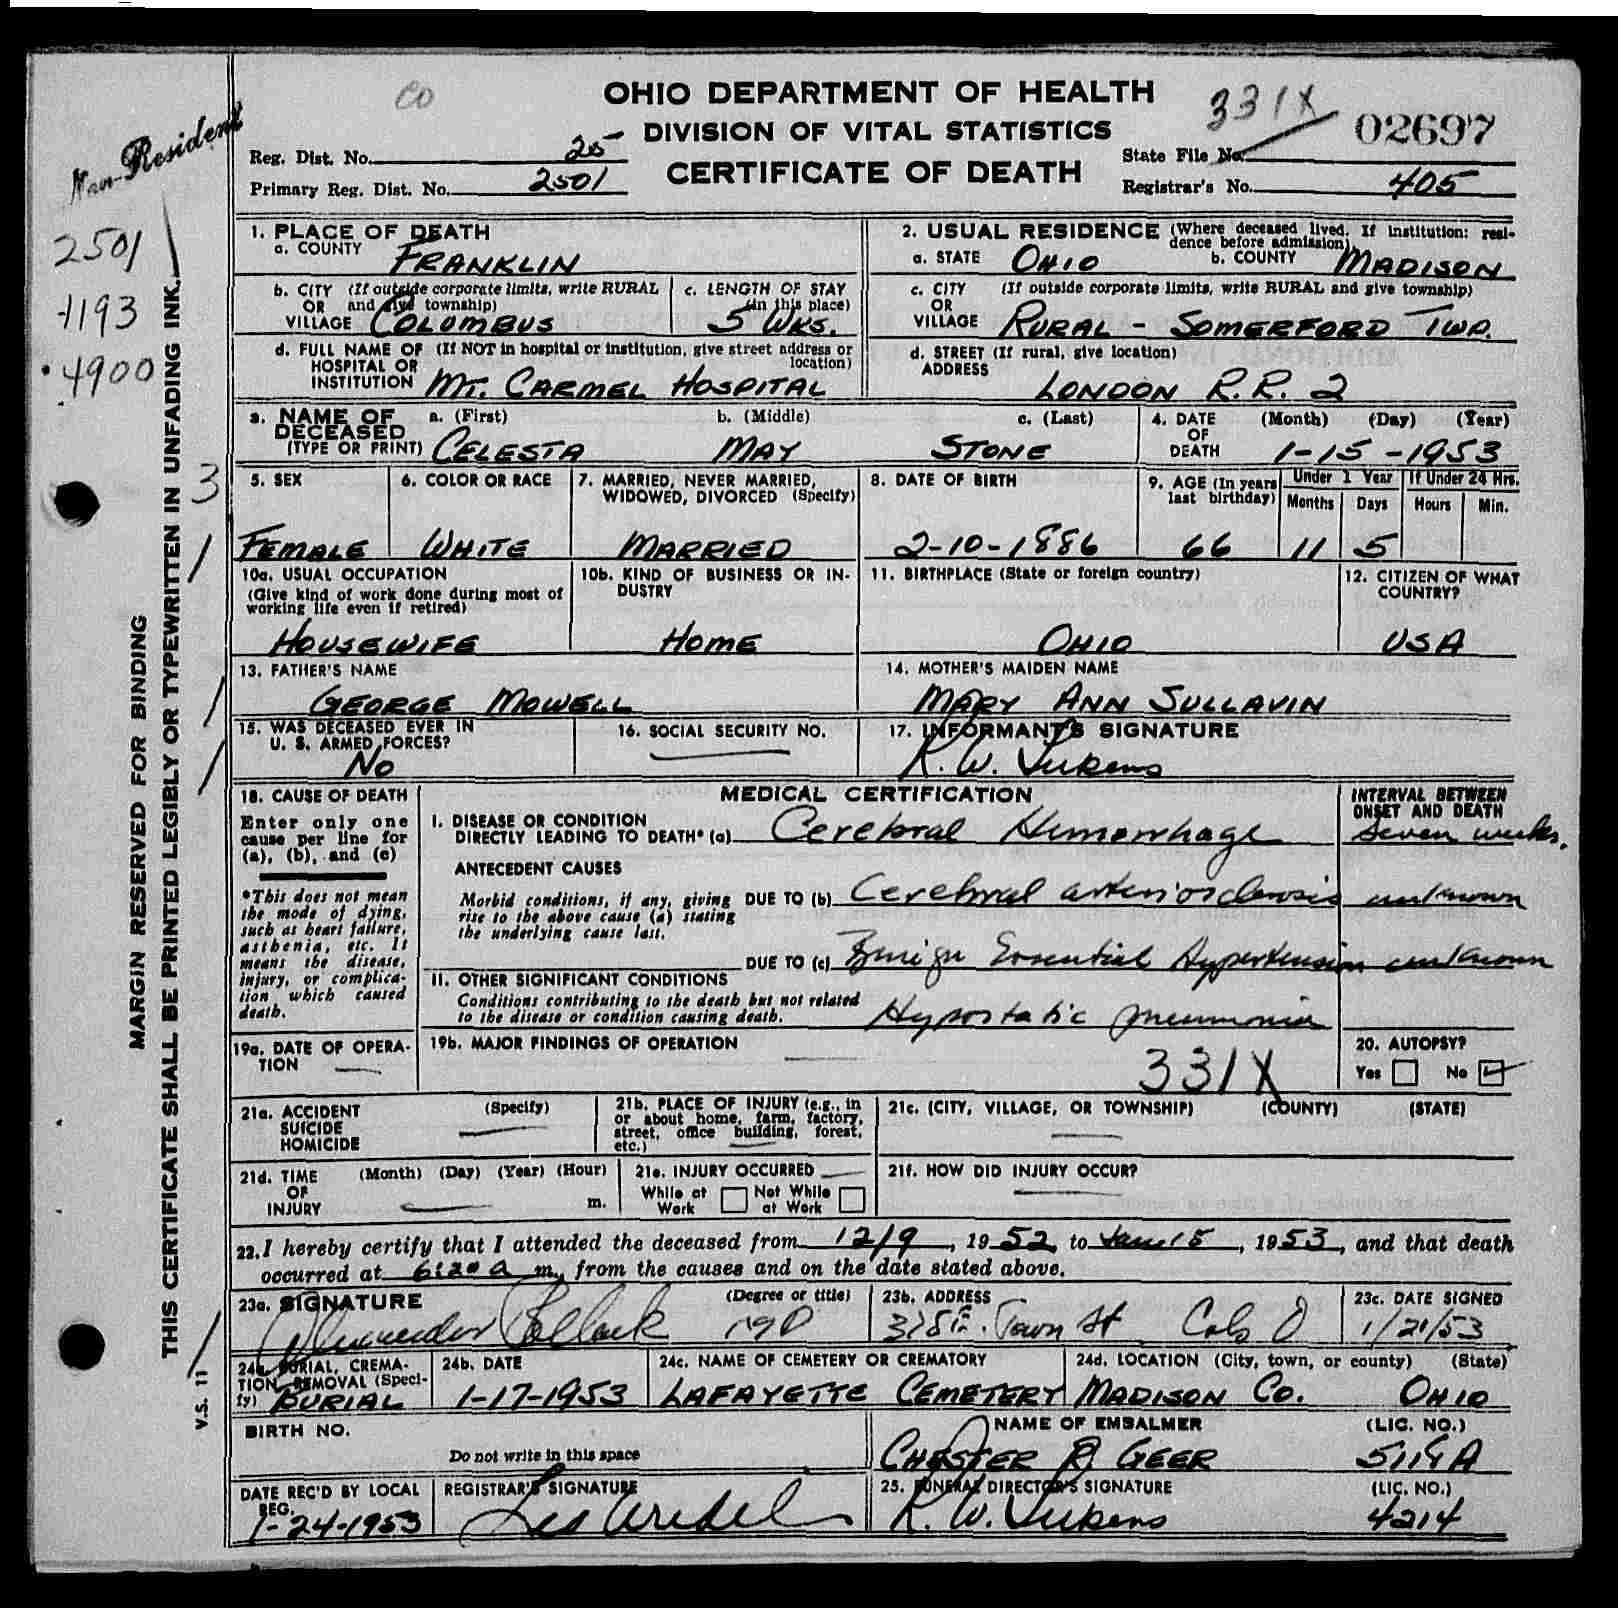 CO
OHIO DEPARTMENT OF HEALTH
DIVISION OF VITAL STATISTICS
CERTIFICATE OF DEATH
331X
02697
Non-Resident
Reg. Dist. No. 25
Primary Reg. Dist. No. 2501
State File No.
Registrar's No. 405
2501
1193
4900
3
MARGIN RESERVED FOR BINDING
THIS CERTIFICATE SHALL BE PRINTED LEGIBLY OR TYPEWRITTEN IN UNFADING INK.
V.S. 11
1. PLACE OF DEATH
a. COUNTY FRANKLIN
2. USUAL RESIDENCE (Where deceased lived. If institution: resi-
dence before admission).
a. STATE OHIO b. COUNTY MADISON
b. CITY (If outside corporate limits, write RURAL
OR and give township)
VILLAGE COLUMBUS
c. LENGTH OF STAY
(in this place)
5 WKS.
c. CITY (If outside corporate limits, write RURAL and give township)
OR
VILLAGE RURAL - SOMERFORD TWP.
d. FULL NAME OF (If NOT in hospital or institution, give street address or
HOSPITAL OR location)
INSTITUTION MT. CARMEL HOSPITAL
d. STREET (If rural, give location)
ADDRESS
LONDON R.R. 2
3. NAME OF DECEASED
(TYPE OR PRINT)
a. (First) b. (Middle) c. (Last)
CELESTA MAY STONE
4. DATE OF DEATH (Month) (Day) (Year)
1-15-1953
5. SEX
FEMALE
6. COLOR OR RACE
WHITE
7. MARRIED, NEVER MARRIED,
WIDOWED, DIVORCED (Specify)
MARRIED
8. DATE OF BIRTH
2-10-1886
9. AGE (In years
last birthday)
66
Under 1 Year
Months Days
11 5
If Under 24 Hrs.
Hours Min.
10a. USUAL OCCUPATION
(Give kind of work done during most of
working life even if retired)
HOUSEWIFE
10b. KIND OF BUSINESS OR IN-
DUSTRY
HOME
11. BIRTHPLACE (State or foreign country)
OHIO
12. CITIZEN OF WHAT
COUNTRY?
USA
13. FATHER'S NAME
GEORGE MOWELL
14. MOTHER'S MAIDEN NAME
MARY ANN SULLAVIN
15. WAS DECEASED EVER IN
U. S. ARMED FORCES?
NO
16. SOCIAL SECURITY NO.
17. INFORMANT'S SIGNATURE
R. W. Lukens
18. CAUSE OF DEATH
Enter only one
cause per line for
(a), (b), and (c)
*This does not mean
the mode of dying,
such as heart failure,
asthenia, etc. It
means the disease,
injury, or complica-
tion which caused
death.
MEDICAL CERTIFICATION
INTERVAL BETWEEN
ONSET AND DEATH
I. DISEASE OR CONDITION
DIRECTLY LEADING TO DEATH* (a) Cerebral Hemorrhage seven weeks.
ANTECEDENT CAUSES
Morbid conditions, if any, giving
rise to the above cause (a) stating
the underlying cause last.
DUE TO (b) Cerebral arteriosclerosis unknown
DUE TO (c) Benign Essential Hypertension unknown
II. OTHER SIGNIFICANT CONDITIONS
Conditions contributing to the death but not related
to the disease or condition causing death.
Hypostatic pneumonia
19a. DATE OF OPERA-
TION
19b. MAJOR FINDINGS OF OPERATION
331X
20. AUTOPSY?
Yes No
21a. ACCIDENT (Specify)
SUICIDE
HOMICIDE
21b. PLACE OF INJURY (e.g., in
or about home, farm, factory,
street, office building, forest,
etc.)
21c. (CITY, VILLAGE, OR TOWNSHIP) (COUNTY) (STATE)
21d. TIME (Month) (Day) (Year) (Hour)
OF
INJURY m.
21e. INJURY OCCURRED
While at Work Not While at Work
21f. HOW DID INJURY OCCUR?
22. I hereby certify that I attended the deceased from 12/9, 1952, to Jan 15, 1953, and that death
occurred at 6:20 a m., from the causes and on the date stated above.
23a. SIGNATURE (Degree or title)
Alexander Pollack MD
23b. ADDRESS
328 E. Town St Cols O
23c. DATE SIGNED
1/21/53
24a. BURIAL, CREMA-
TION, REMOVAL (Speci-
fy) BURIAL
24b. DATE
1-17-1953
24c. NAME OF CEMETERY OR CREMATORY
LAFAYETTE CEMETERY
24d. LOCATION (City, town, or county) (State)
MADISON CO. OHIO
BIRTH NO.
Do not write in this space
NAME OF EMBALMER (LIC. NO.)
CHESTER R GEER 5114A
DATE REC'D BY LOCAL
REG.
1-24-1953
REGISTRAR'S SIGNATURE
25. FUNERAL DIRECTOR'S SIGNATURE (LIC. NO.)
R. W. Lukens 4214